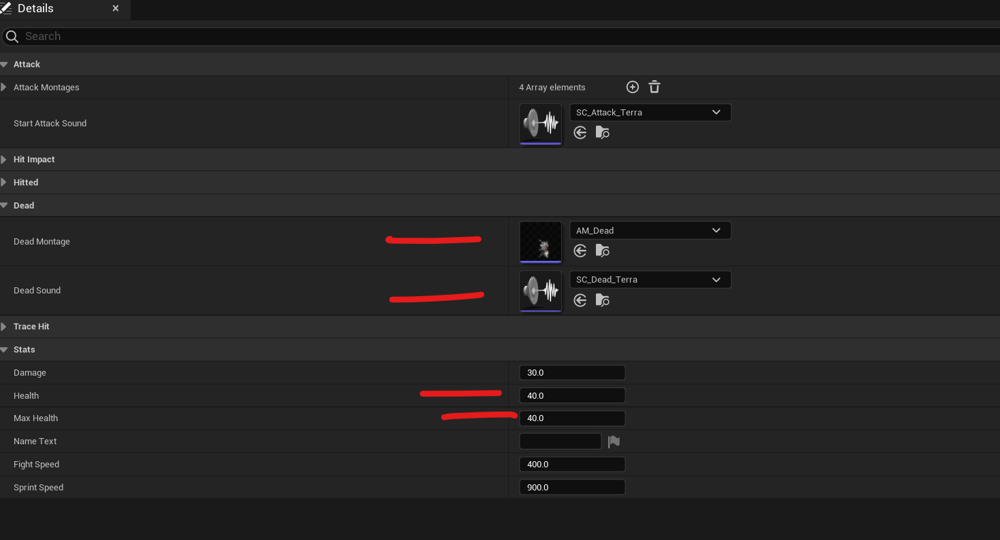 Details
Search
Attack
Attack Montages
4 Array elements
Start Attack Sound
SC_Attack_Terra
Hit Impact
Hitted
Dead
Dead Montage
AM_Dead
Dead Sound
SC_Dead_Terra
Trace Hit
Stats
Damage
30.0
Health
40.0
Max Health
40.0
Name Text
Fight Speed
400.0
Sprint Speed
900.0